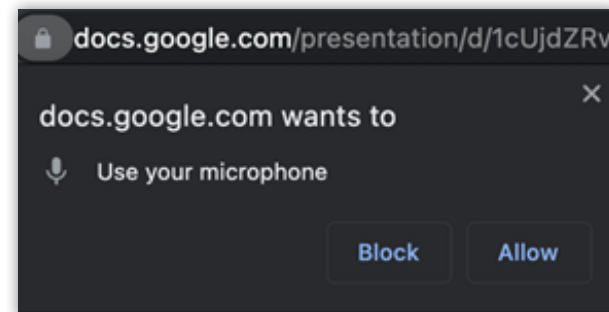 docs.google.com/presentation/d/1cUjdZRv
docs.google.com wants to
Use your microphone
Block Allow